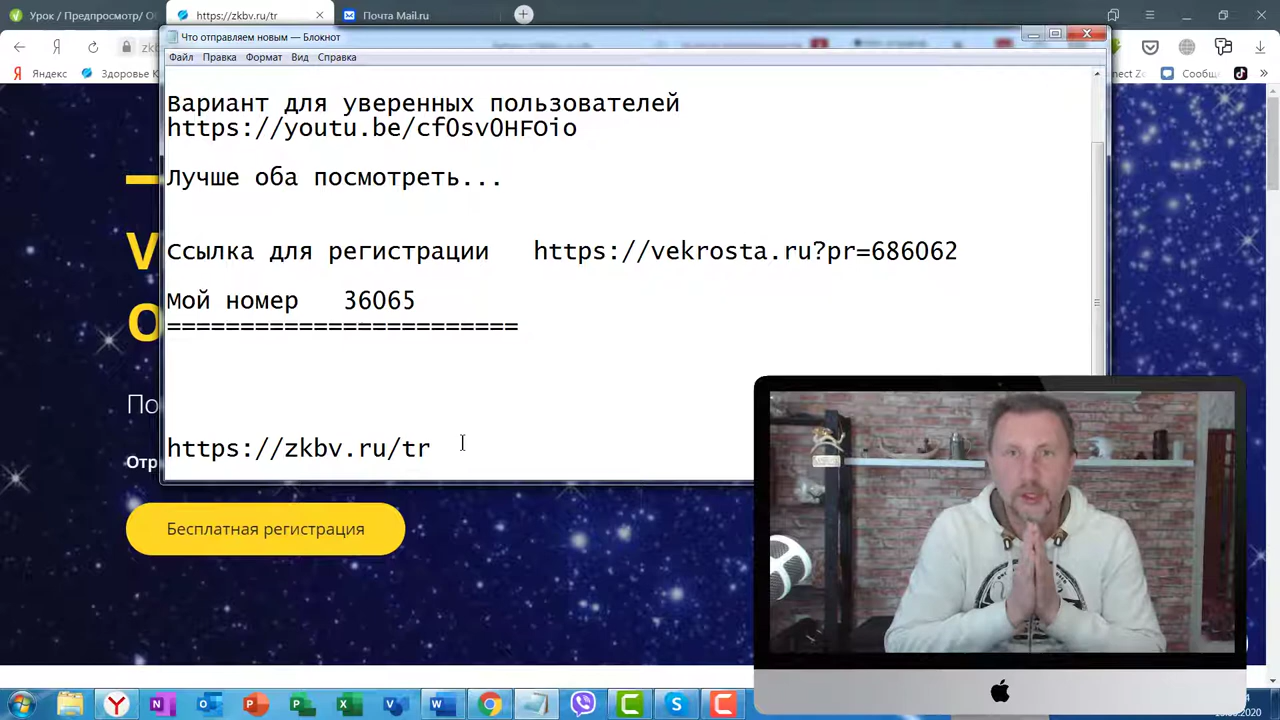 Урок / Предпросмотр/
https://zkbv.ru/tr
Почта Mail.ru
Что отправляем новым — Блокнот
Файл Правка Формат Вид Справка
Яндекс
Здоровье К
Сообщ
Вариант для уверенных пользователей
https://youtu.be/cf0sv0HFOio
Лучше оба посмотреть...
Ссылка для регистрации https://vekrosta.ru?pr=686062
Мой номер 36065
========================
https://zkbv.ru/tr
По
Отр
Бесплатная регистрация